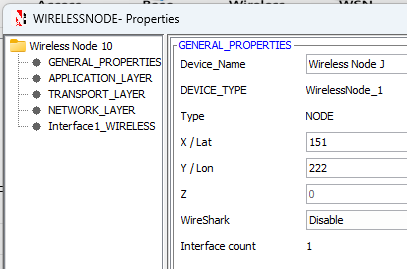 WIRELESSNODE- Properties
Wireless Node 10
GENERAL_PROPERTIES
APPLICATION_LAYER
TRANSPORT_LAYER
NETWORK_LAYER
Interface1_WIRELESS
GENERAL_PROPERTIES
Device_Name Wireless Node J
DEVICE_TYPE WirelessNode_1
Type NODE
X / Lat 151
Y / Lon 222
Z 0
WireShark Disable
Interface count 1